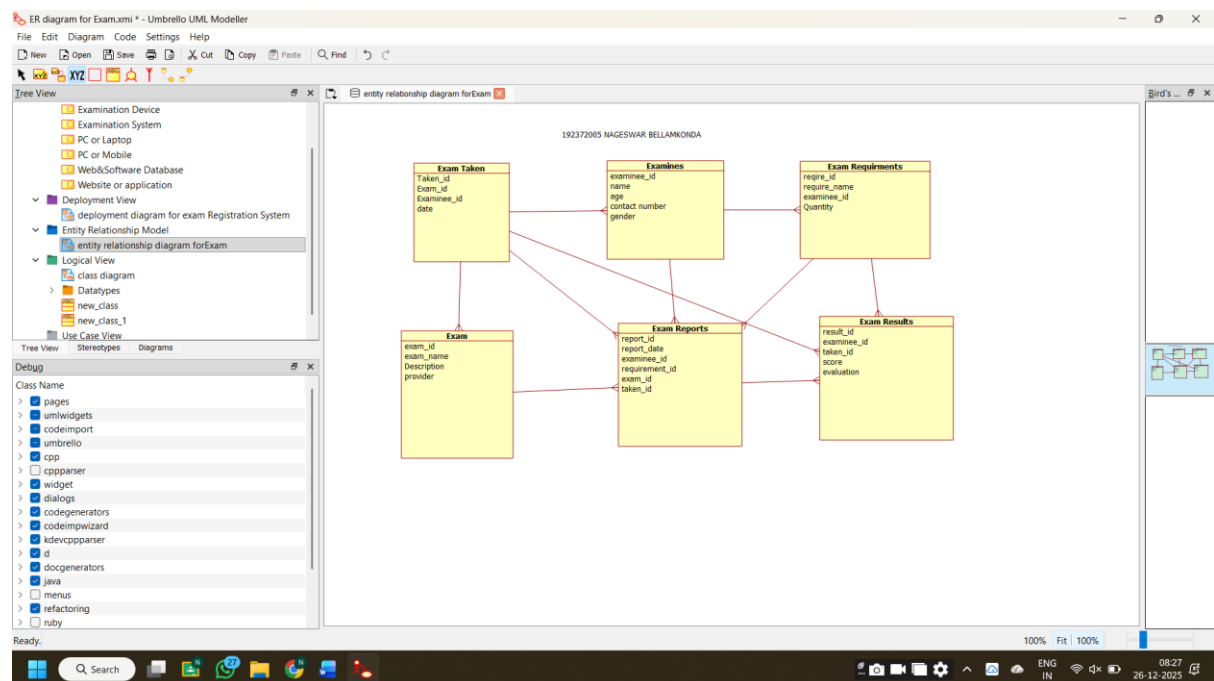 ER diagram for Exam.xmi * - Umbrello UML Modeller
File Edit Diagram Code Settings Help
New Open Save Cut Copy Paste Find
XYZ XYZ ABC
Tree View
Examination Device
Examination System
PC or Laptop
PC or Mobile
Web&Software Database
Website or application
Deployment View
deployment diagram for exam Registration System
Entity Relationship Model
entity relationship diagram forExam
Logical View
class diagram
Datatypes
new_class
new_class_1
Use Case View
Tree View Stereotypes Diagrams
Debug
Class Name
pages
umlwidgets
codeimport
umbrello
cpp
cppparser
widget
dialogs
codegenerators
codeimpwizard
kdevcppparser
d
docgenerators
java
menus
refactoring
ruby
entity relationship diagram forExam
192372005 NAGESWAR BELLAMKONDA
Exam Taken
Taken_id
Exam_id
Examinee_id
date
Examines
examinee_id
name
age
contact number
gender
Exam Requirments
reqire_id
require_name
examinee_id
Quantity
Exam
exam_id
exam_name
Description
provider
Exam Reports
report_id
report_date
examinee_id
requirement_id
exam_id
taken_id
Exam Results
result_id
examinee_id
taken_id
score
evaluation
Bird's ...
Ready.
100% Fit 100%
Search
27
ENG
IN
08:27
26-12-2025